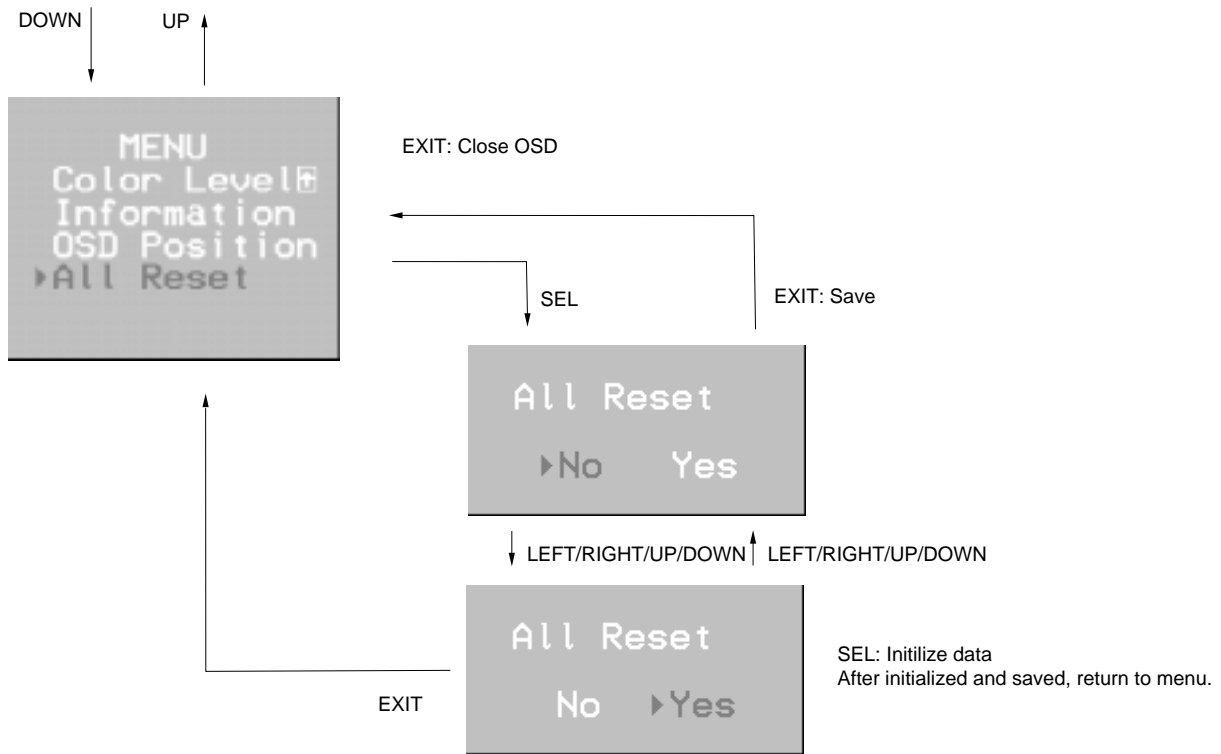 DOWN
UP
MENU
Color Level↑
Information
OSD Position
▶All Reset
EXIT: Close OSD
SEL
EXIT: Save
All Reset
▶No Yes
LEFT/RIGHT/UP/DOWN
LEFT/RIGHT/UP/DOWN
All Reset
No ▶Yes
EXIT
SEL: Initilize data
After initialized and saved, return to menu.